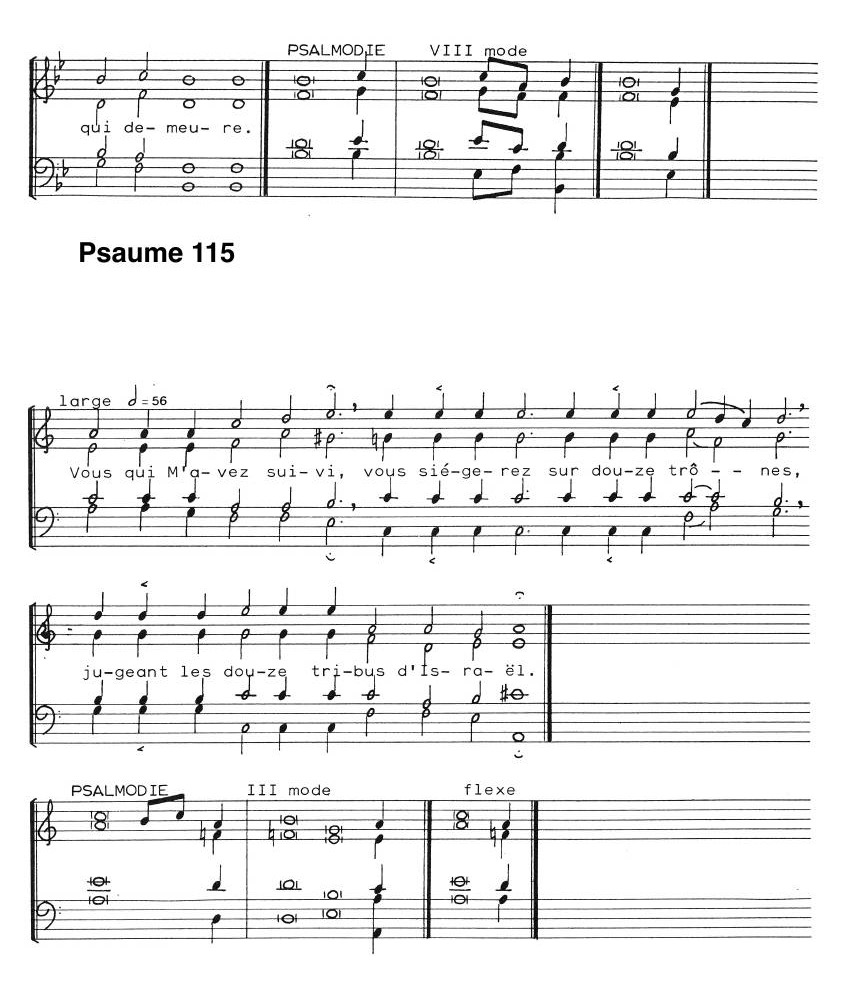 PSALMODIE VIII mode
qui de- meu- re.
Psaume 115
large = 56
Vous qui M'a- vez sui- vi, vous sié-ge- rez sur dou- ze trô - - nes,
ju-geant les dou-ze tri-bus d'Is- ra- ël.
PSALMODIE III mode flexe